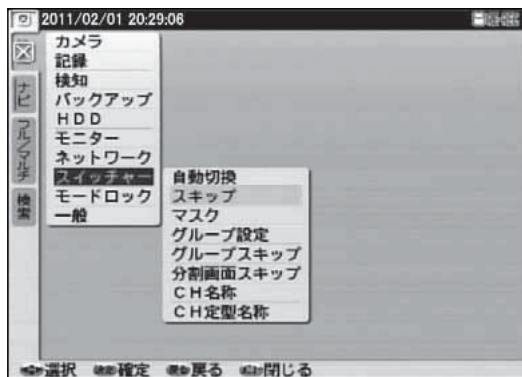 2011/02/01 20:29:06
カメラ
記録
検知
バックアップ
HDD
モニター
ネットワーク
スイッチャー
モードロック
一般
自動切換
スキップ
マスク
グループ設定
グループスキップ
分割画面スキップ
CH名称
CH定型名称
ナビ
フル/マルチ
検索
選択 確定 戻る 閉じる